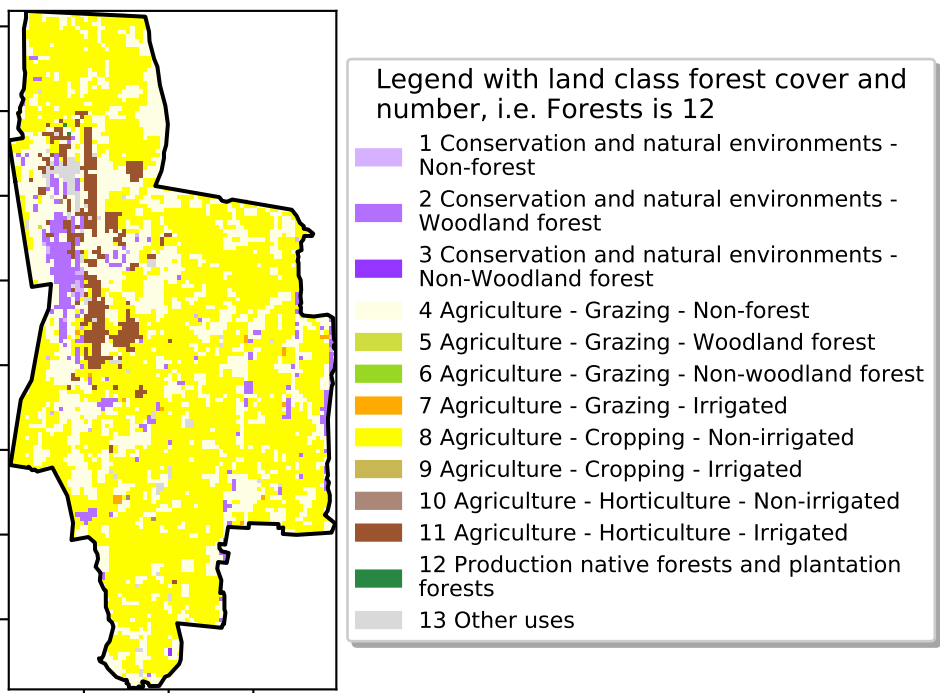 Legend with land class forest cover and
number, i.e. Forests is 12
1 Conservation and natural environments -
Non-forest
2 Conservation and natural environments -
Woodland forest
3 Conservation and natural environments -
Non-Woodland forest
4 Agriculture - Grazing - Non-forest
5 Agriculture - Grazing - Woodland forest
6 Agriculture - Grazing - Non-woodland forest
7 Agriculture - Grazing - Irrigated
8 Agriculture - Cropping - Non-irrigated
9 Agriculture - Cropping - Irrigated
10 Agriculture - Horticulture - Non-irrigated
11 Agriculture - Horticulture - Irrigated
12 Production native forests and plantation
forests
13 Other uses